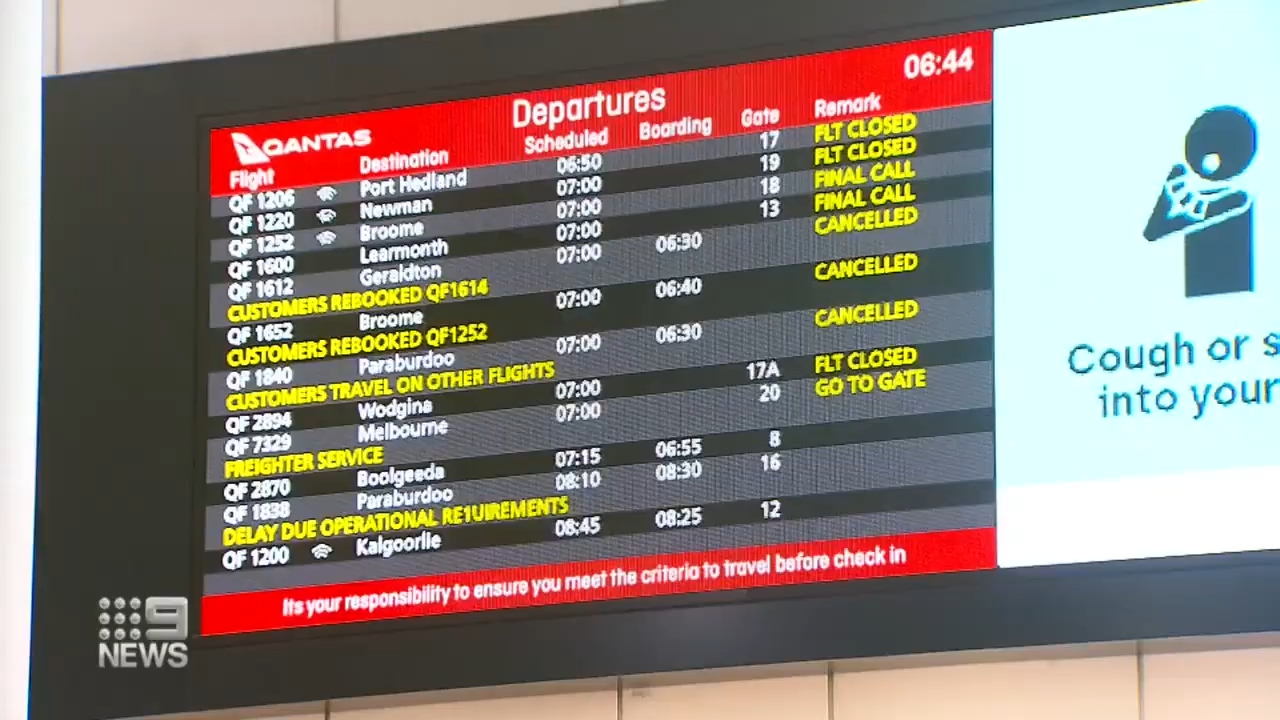 06:44
Departures
QANTAS
Flight Destination Scheduled Boarding Gate Remark
QF 1206 Port Hedland 06:50 17 FLT CLOSED
QF 1220 Newman 07:00 19 FLT CLOSED
QF 1252 Broome 07:00 18 FINAL CALL
QF 1600 Learmonth 07:00 13 FINAL CALL
QF 1612 Geraldton 07:00 06:30 CANCELLED
CUSTOMERS REBOOKED QF1614
QF 1652 Broome 07:00 06:40 CANCELLED
CUSTOMERS REBOOKED QF1252
QF 1840 Paraburdoo 07:00 06:30 CANCELLED
CUSTOMERS TRAVEL ON OTHER FLIGHTS
QF 2894 Wodgina 07:00 17A FLT CLOSED
QF 7329 Melbourne 07:00 20 GO TO GATE
FREIGHTER SERVICE
QF 2870 Boolgeeda 07:15 06:55 8
QF 1838 Paraburdoo 08:10 08:30 16
DELAY DUE OPERATIONAL RE1UIREMENTS
QF 1200 Kalgoorlie 08:45 08:25 12
Its your responsibility to ensure you meet the criteria to travel before check in
Cough or s
into your
9
NEWS